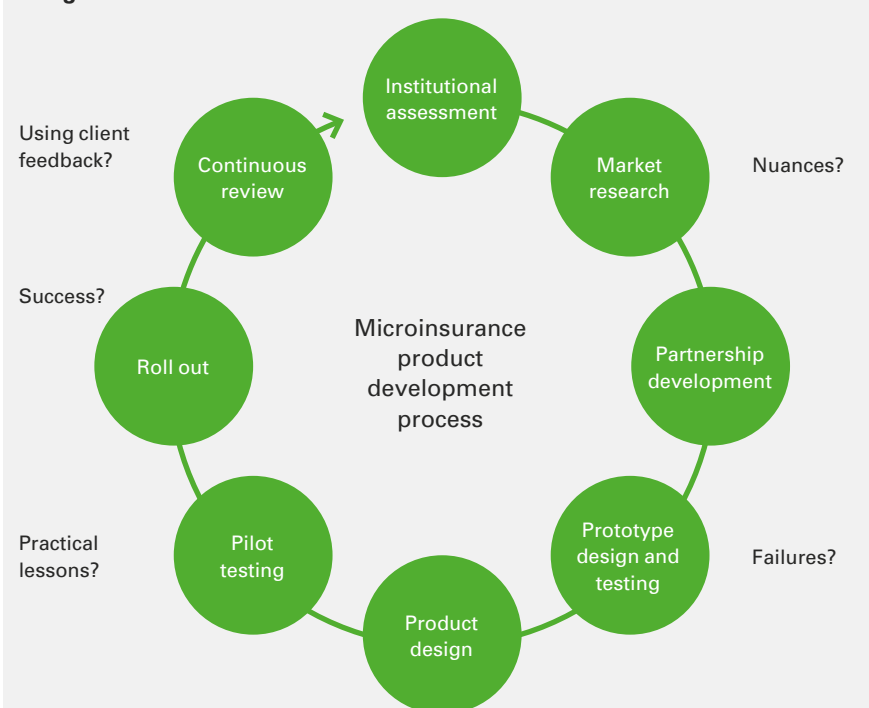 Institutional
assessment
Using client
feedback?
Continuous
review
Market
research
Nuances?
Success?
Microinsurance
product
development
process
Roll out
Partnership
development
Practical
lessons?
Pilot
testing
Prototype
design and
testing
Failures?
Product
design